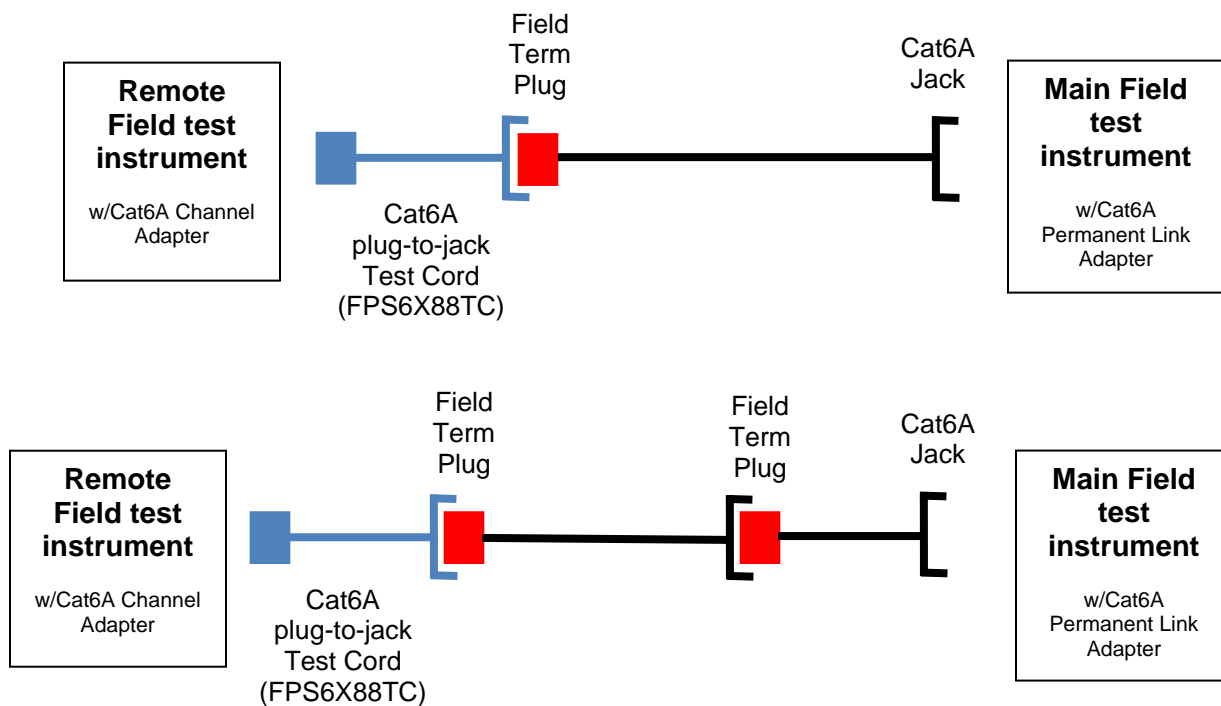 Field
Term
Plug
Cat6A
Jack
Remote
Field test
instrument
w/Cat6A Channel
Adapter
Main Field
test
instrument
w/Cat6A
Permanent Link
Adapter
Cat6A
plug-to-jack
Test Cord
(FPS6X88TC)
Field
Term
Plug
Field
Term
Plug
Cat6A
Jack
Remote
Field test
instrument
w/Cat6A Channel
Adapter
Main Field
test
instrument
w/Cat6A
Permanent Link
Adapter
Cat6A
plug-to-jack
Test Cord
(FPS6X88TC)